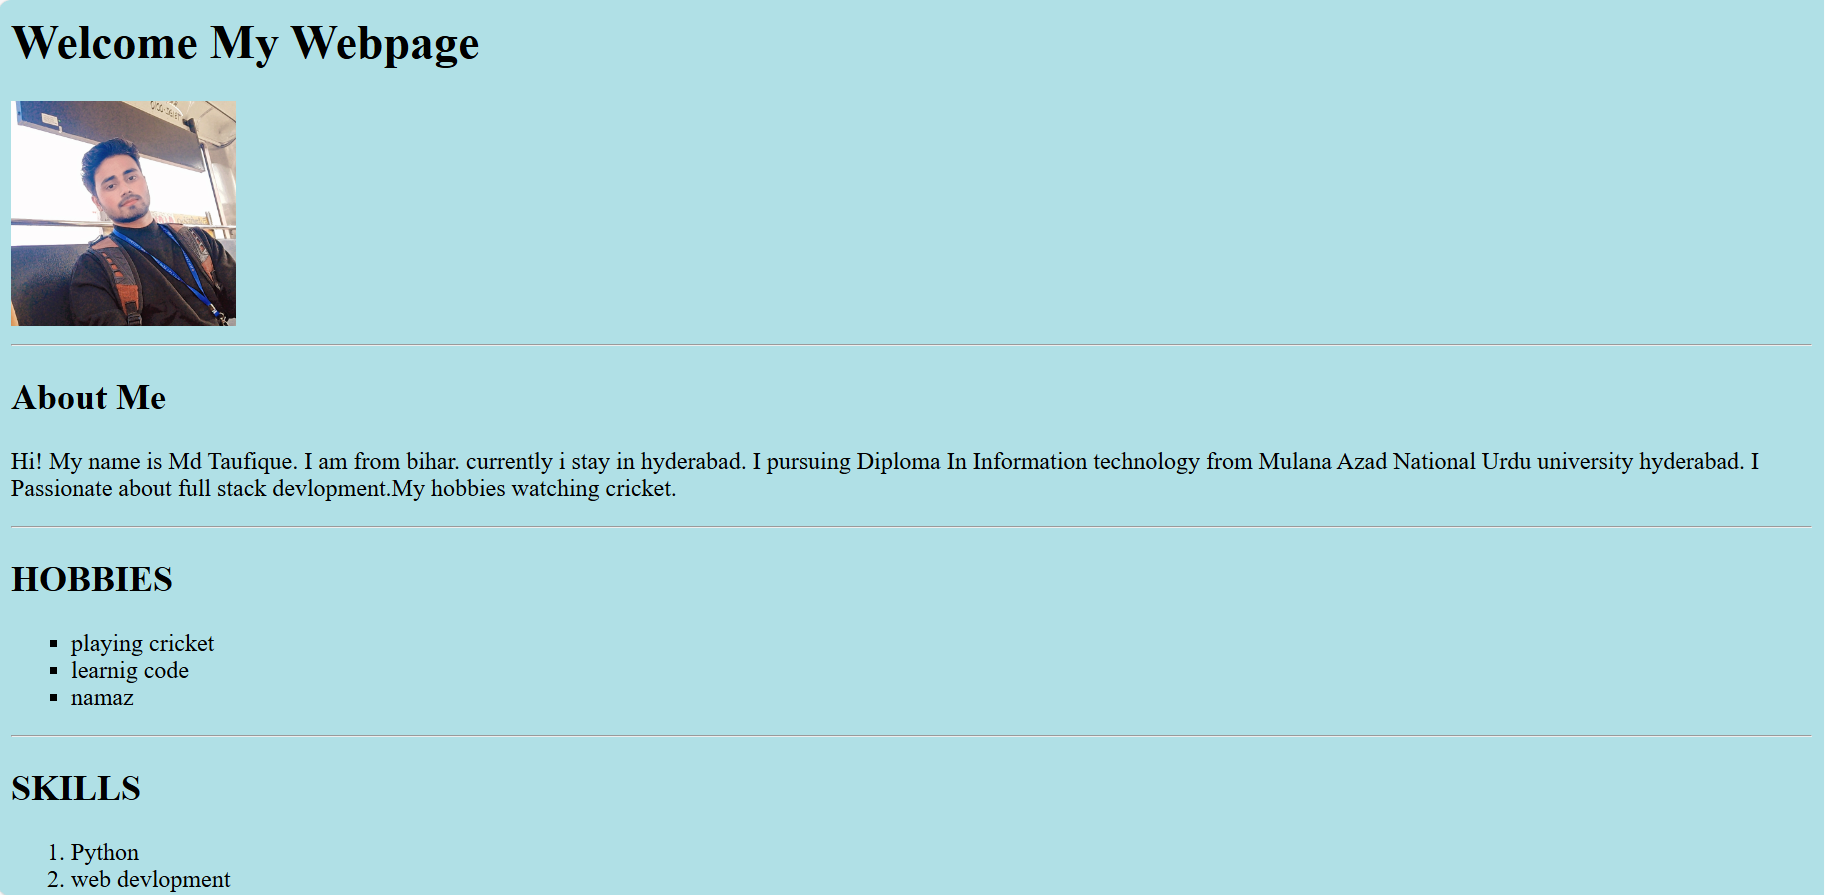 Welcome My Webpage
About Me
Hi! My name is Md Taufique. I am from bihar. currently i stay in hyderabad. I pursuing Diploma In Information technology from Mulana Azad National Urdu university hyderabad. I
Passionate about full stack devlopment.My hobbies watching cricket.
HOBBIES
▪ playing cricket
▪ learnig code
▪ namaz
SKILLS
1. Python
2. web devlopment